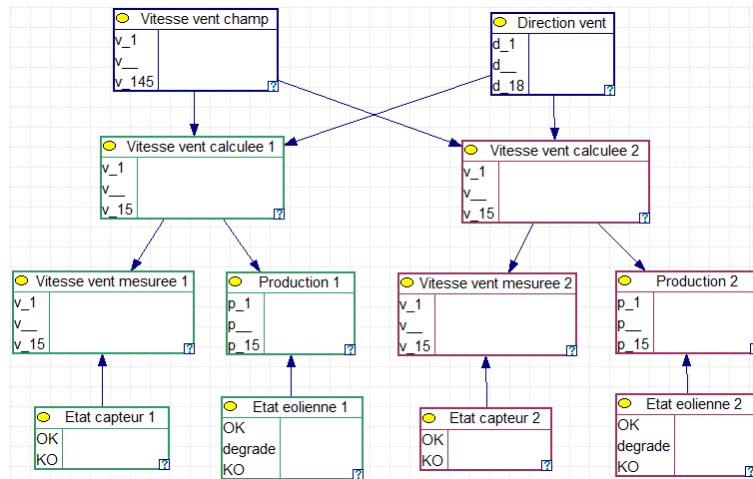 Vitesse vent champ
v_1
v__
v_145
?
Direction vent
d_1
d__
d_18
?
Vitesse vent calculee 1
v_1
v__
v_15
?
Vitesse vent calculee 2
v_1
v__
v_15
?
Vitesse vent mesuree 1
v_1
v__
v_15
?
Production 1
p_1
p__
p_15
?
Vitesse vent mesuree 2
v_1
v__
v_15
?
Production 2
p_1
p__
p_15
?
Etat capteur 1
OK
KO
?
Etat eolienne 1
OK
degrade
KO
?
Etat capteur 2
OK
KO
?
Etat eolienne 2
OK
degrade
KO
?